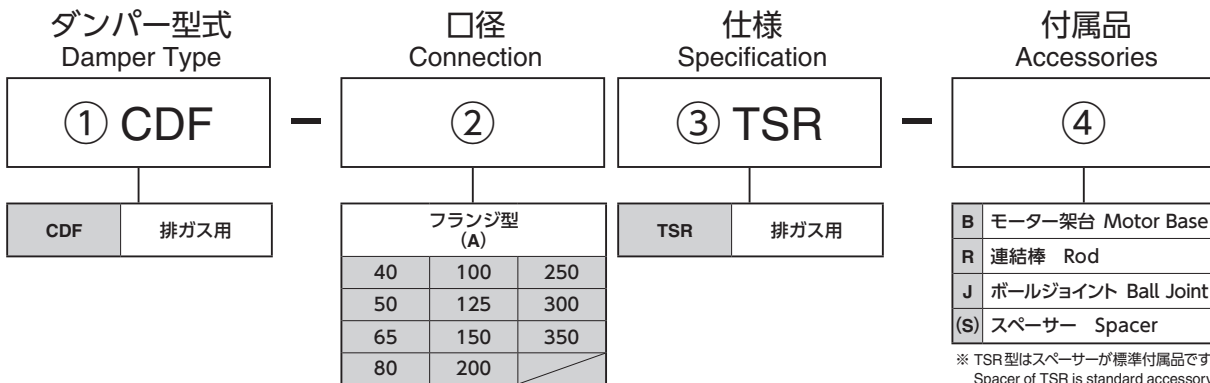 ダンパー型式
Damper Type
口径
Connection
仕様
Specification
付属品
Accessories
① CDF
−
②
③ TSR
−
④
CDF 排ガス用
フランジ型
(A)
40 100 250
50 125 300
65 150 350
80 200
TSR 排ガス用
B モーター架台 Motor Base
R 連結棒 Rod
J ボールジョイント Ball Joint
(S) スペーサー Spacer
※ TSR型はスペーサーが標準付属品です
Spacer of TSR is standard accessory